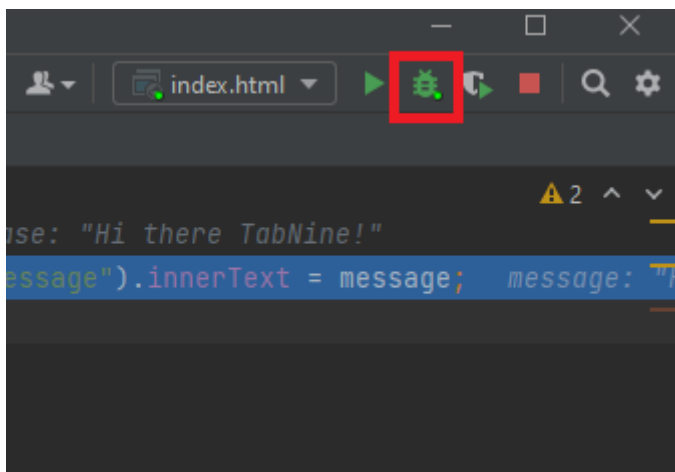 index.html
2
ase: "Hi there TabNine!"
essage").innerText = message; message: "H